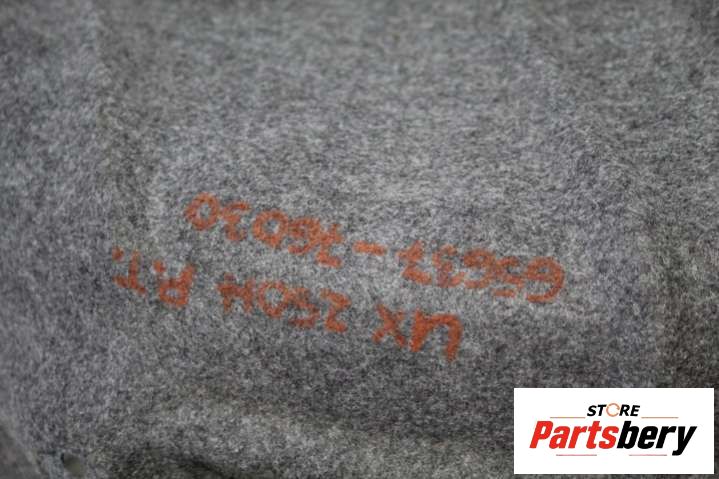 UX 250H P.T.
65637-76030
STORE
Partsbery